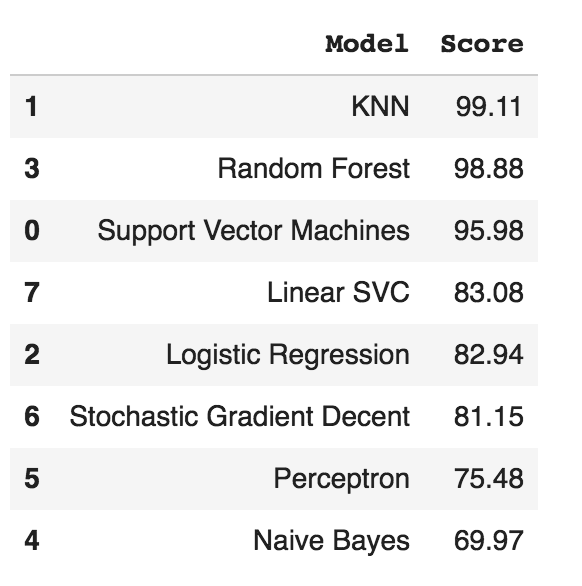 Model Score
1 KNN 99.11
3 Random Forest 98.88
0 Support Vector Machines 95.98
7 Linear SVC 83.08
2 Logistic Regression 82.94
6 Stochastic Gradient Decent 81.15
5 Perceptron 75.48
4 Naive Bayes 69.97